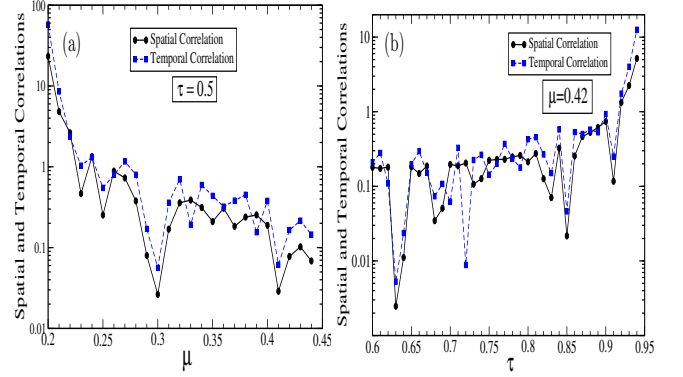 (a)
Spatial Correlation
Temporal Correlation
τ = 0.5
Spatial and Temporal Correlations
100
10
1
0.1
0.01
0.2
0.25
0.3
0.35
0.4
0.45
μ
(b)
Spatial Correlation
Temporal Correlation
μ=0.42
Spatial and Temporal Correlations
10
1
0.1
0.01
0.6
0.65
0.7
0.75
0.8
0.85
0.9
0.95
τ